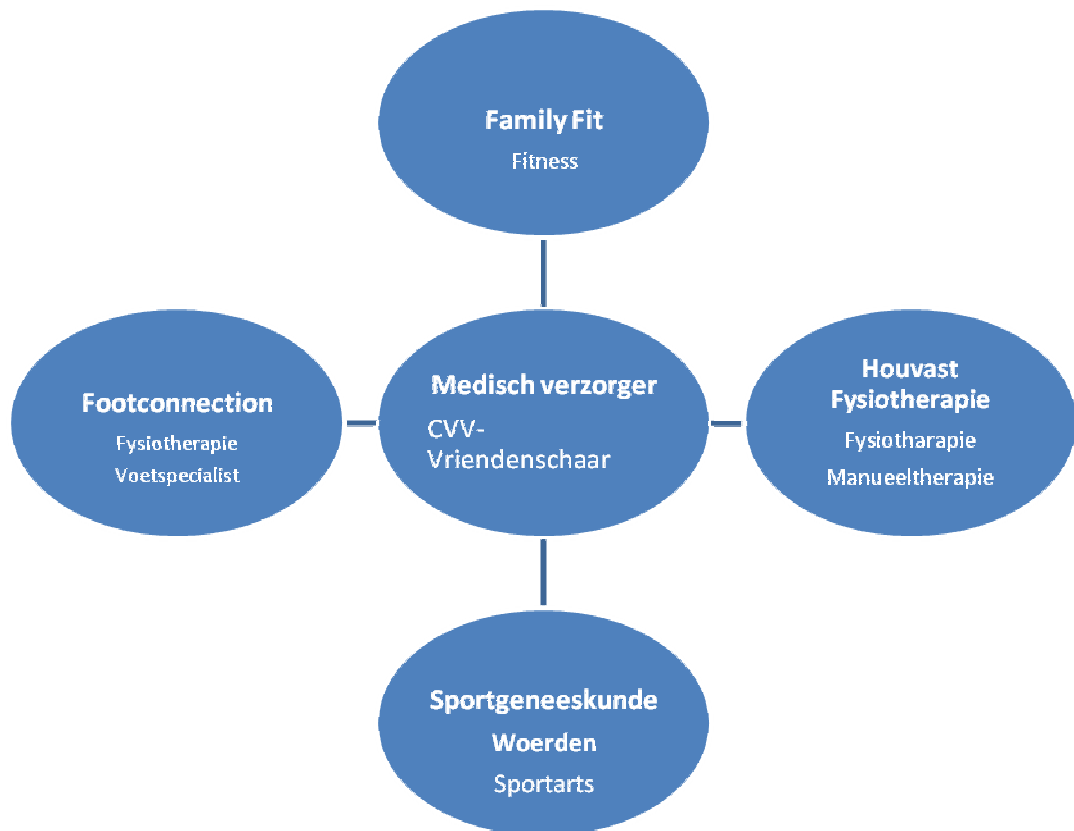 Family Fit
Fitness
Footconnection
Fysiotherapie
Voetspecialist
Medisch verzorger
CVV-
Vriendenschaar
Houvast
Fysiotherapie
Fysiotharapie
Manueeltherapie
Sportgeneeskunde
Woerden
Sportarts